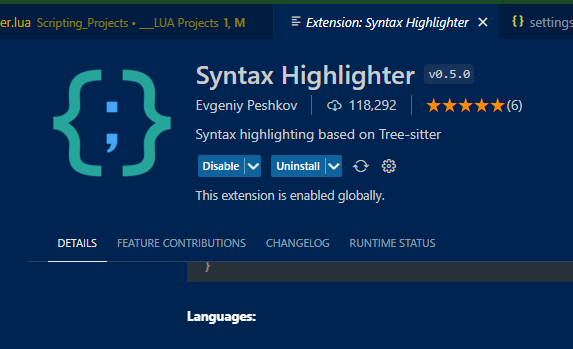 er.lua Scripting_Projects • ___LUA Projects 1, M
Extension: Syntax Highlighter
settings
Syntax Highlighter v0.5.0
Evgeniy Peshkov 118,292 (6)
Syntax highlighting based on Tree-sitter
Disable Uninstall
This extension is enabled globally.
DETAILS FEATURE CONTRIBUTIONS CHANGELOG RUNTIME STATUS
}
Languages: